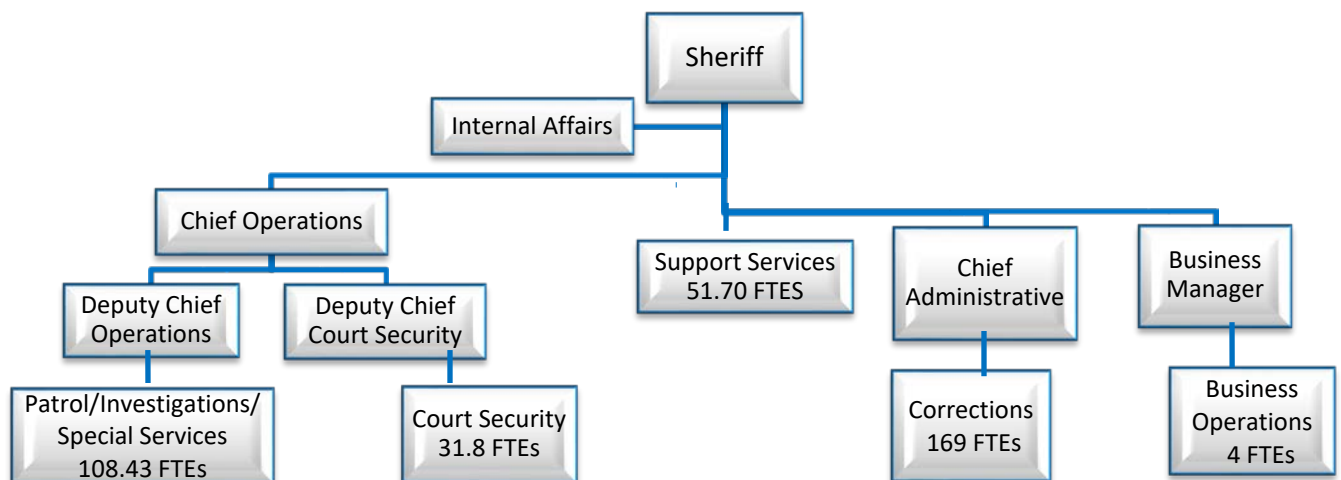 Sheriff
Internal Affairs
Chief Operations
Support Services
51.70 FTES
Chief
Administrative
Business
Manager
Deputy Chief
Operations
Deputy Chief
Court Security
Patrol/Investigations/
Special Services
108.43 FTEs
Court Security
31.8 FTEs
Corrections
169 FTEs
Business
Operations
4 FTEs